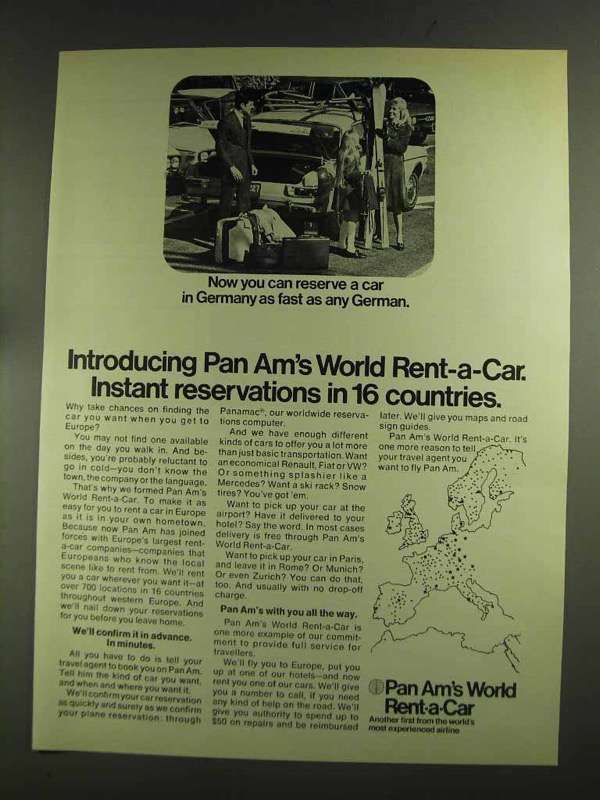 Now you can reserve a car
in Germany as fast as any German.
Introducing Pan Am's World Rent-a-Car.
Instant reservations in 16 countries.
Why take chances on finding the
car you want when you get to
Europe?
You may not find one available
on the day you walk in. And be-
sides, you're probably reluctant to
go in cold—you don't know the
town, the company or the language.
That's why we formed Pan Am's
World Rent-a-Car. To make it as
easy for you to rent a car in Europe
as it is in your own hometown.
Because now Pan Am has joined
forces with Europe's largest rent-
a-car companies—companies that
Europeans who know the local
scene like to rent from. We'll rent
you a car wherever you want it—at
over 700 locations in 16 countries
throughout western Europe. And
we'll nail down your reservations
for you before you leave home.
We'll confirm it in advance.
In minutes.
All you have to do is tell your
travel agent to book you on Pan Am.
Tell him the kind of car you want,
and when and where you want it.
We'll confirm your car reservation
as quickly and surely as we confirm
your plane reservation: through
Panamac®, our worldwide reserva-
tions computer.
And we have enough different
kinds of cars to offer you a lot more
than just basic transportation. Want
an economical Renault, Fiat or VW?
Or something splashier like a
Mercedes? Want a ski rack? Snow
tires? You've got 'em.
Want to pick up your car at the
airport? Have it delivered to your
hotel? Say the word. In most cases
delivery is free through Pan Am's
World Rent-a-Car.
Want to pick up your car in Paris,
and leave it in Rome? Or Munich?
Or even Zurich? You can do that,
too. And usually with no drop-off
charge.
Pan Am's with you all the way.
Pan Am's World Rent-a-Car is
one more example of our commit-
ment to provide full service for
travellers.
We'll fly you to Europe, put you
up at one of our hotels—and now
rent you one of our cars. We'll give
you a number to call, if you need
any kind of help on the road. We'll
give you authority to spend up to
$50 on repairs and be reimbursed
later. We'll give you maps and road
sign guides.
Pan Am's World Rent-a-Car. It's
one more reason to tell
your travel agent you
want to fly Pan Am.
Pan Am's World
Rent-a-Car
Another first from the world's
most experienced airline